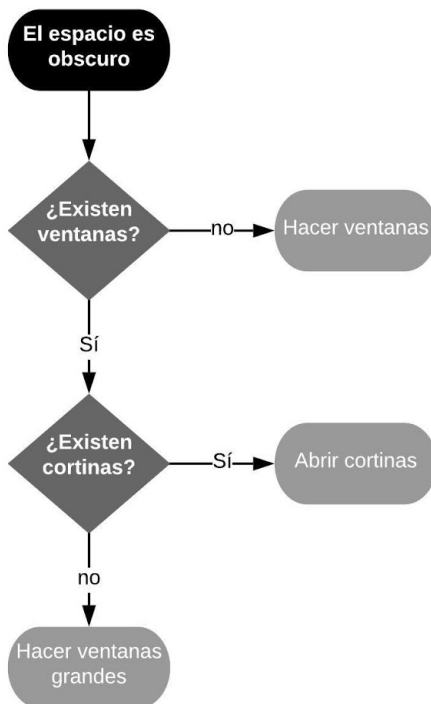 El espacio es
obscuro
¿Existen
ventanas?
no
Hacer ventanas
Sí
¿Existen
cortinas?
Sí
Abrir cortinas
no
Hacer ventanas
grandes